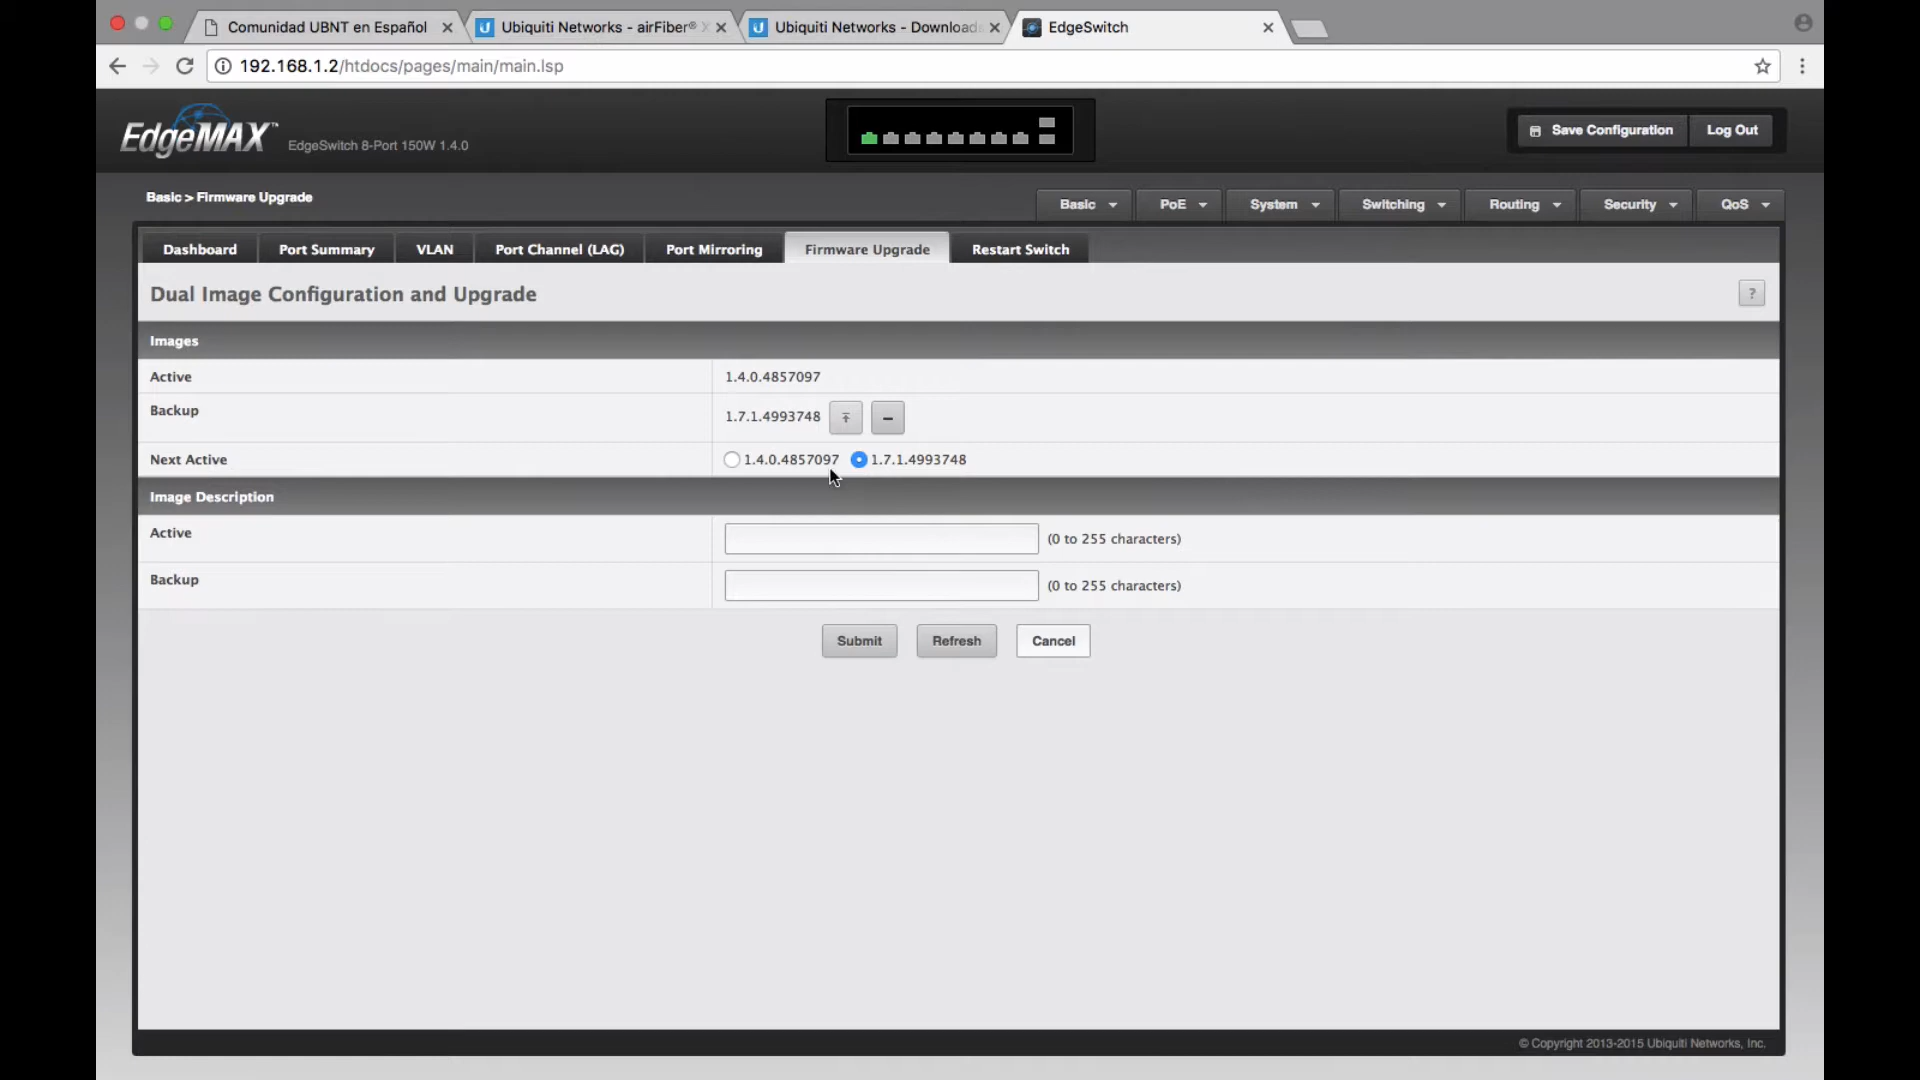 Comunidad UBNT en Español
Ubiquiti Networks - airFiber®
Ubiquiti Networks - Downloads
EdgeSwitch
192.168.1.2/htdocs/pages/main/main.lsp
EdgeMAX™
EdgeSwitch 8-Port 150W 1.4.0
Save Configuration
Log Out
Basic > Firmware Upgrade
Basic
PoE
System
Switching
Routing
Security
QoS
Dashboard
Port Summary
VLAN
Port Channel (LAG)
Port Mirroring
Firmware Upgrade
Restart Switch
Dual Image Configuration and Upgrade
?
Images
Active
1.4.0.4857097
Backup
1.7.1.4993748
Next Active
1.4.0.4857097
1.7.1.4993748
Image Description
Active
(0 to 255 characters)
Backup
(0 to 255 characters)
Submit
Refresh
Cancel
© Copyright 2013-2015 Ubiquiti Networks, Inc.